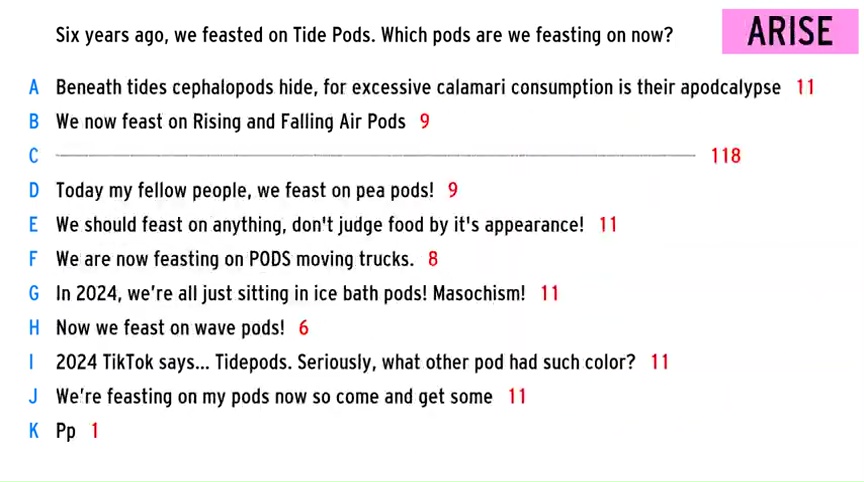 Six years ago, we feasted on Tide Pods. Which pods are we feasting on now?
ARISE
A Beneath tides cephalopods hide, for excessive calamari consumption is their apodcalypse 11
B We now feast on Rising and Falling Air Pods 9
C 118
D Today my fellow people, we feast on pea pods! 9
E We should feast on anything, don't judge food by it's appearance! 11
F We are now feasting on PODS moving trucks. 8
G In 2024, we're all just sitting in ice bath pods! Masochism! 11
H Now we feast on wave pods! 6
I 2024 TikTok says... Tidepods. Seriously, what other pod had such color? 11
J We're feasting on my pods now so come and get some 11
K Pp 1